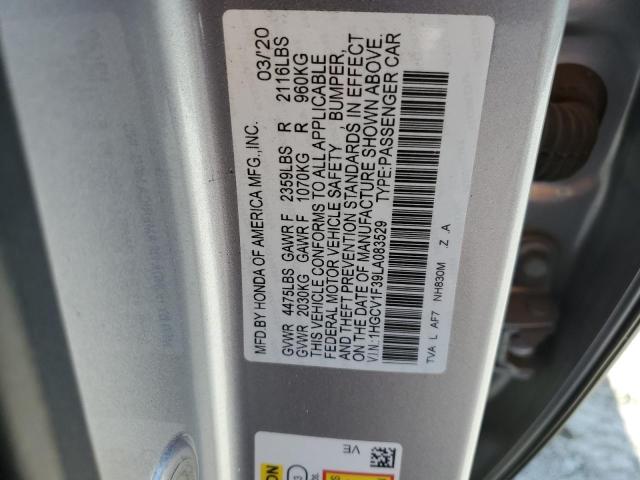 MFD BY HONDA OF AMERICA MFG.,INC. 03/'20
GVWR 4475LBS GAWR F 2359LBS R 2116LBS
GVWR 2030KG GAWR F 1070KG R 960KG
THIS VEHICLE CONFORMS TO ALL APPLICABLE
FEDERAL MOTOR VEHICLE SAFETY , BUMPER,
AND THEFT PREVENTION STANDARDS IN EFFECT
ON THE DATE OF MANUFACTURE SHOWN ABOVE.
V.I.N.:1HGCV1F39LA083529 TYPE:PASSENGER CAR
TVA L AF7 NH830M .Z .A
VE